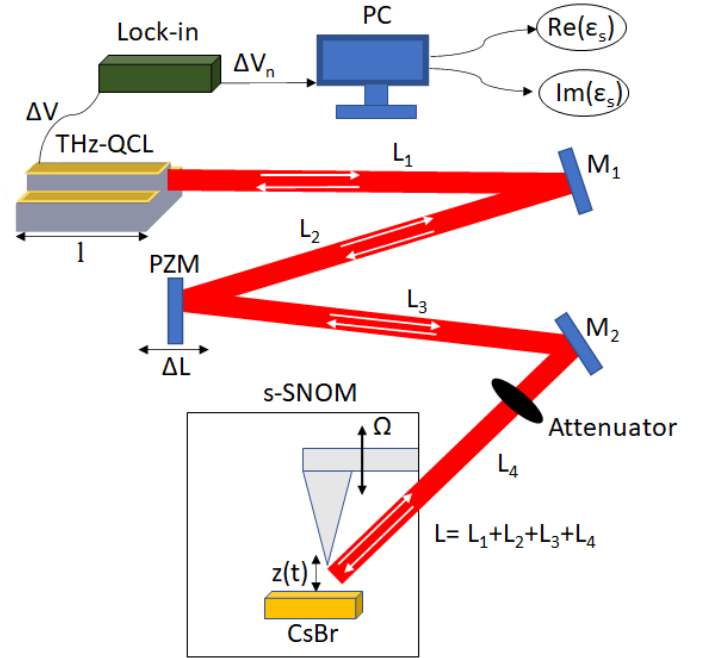 PC
Re(εₛ)
Lock-in
ΔVₙ
Im(εₛ)
ΔV
THz-QCL
L₁
M₁
L₂
l
PZM
L₃
M₂
ΔL
s-SNOM
Attenuator
Ω
L₄
L= L₁+L₂+L₃+L₄
z(t)
CsBr